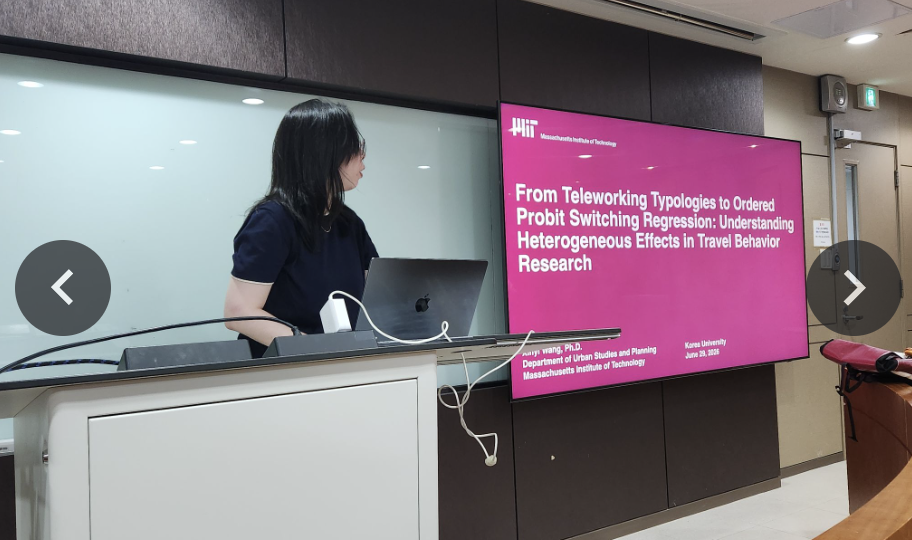 MIT
Massachusetts Institute of Technology
From Teleworking Typologies to Ordered
Probit Switching Regression: Understanding
Heterogeneous Effects in Travel Behavior
Research
Wang, Ph.D.
Department of Urban Studies and Planning
Massachusetts Institute of Technology
Korea University
June 29, 2026